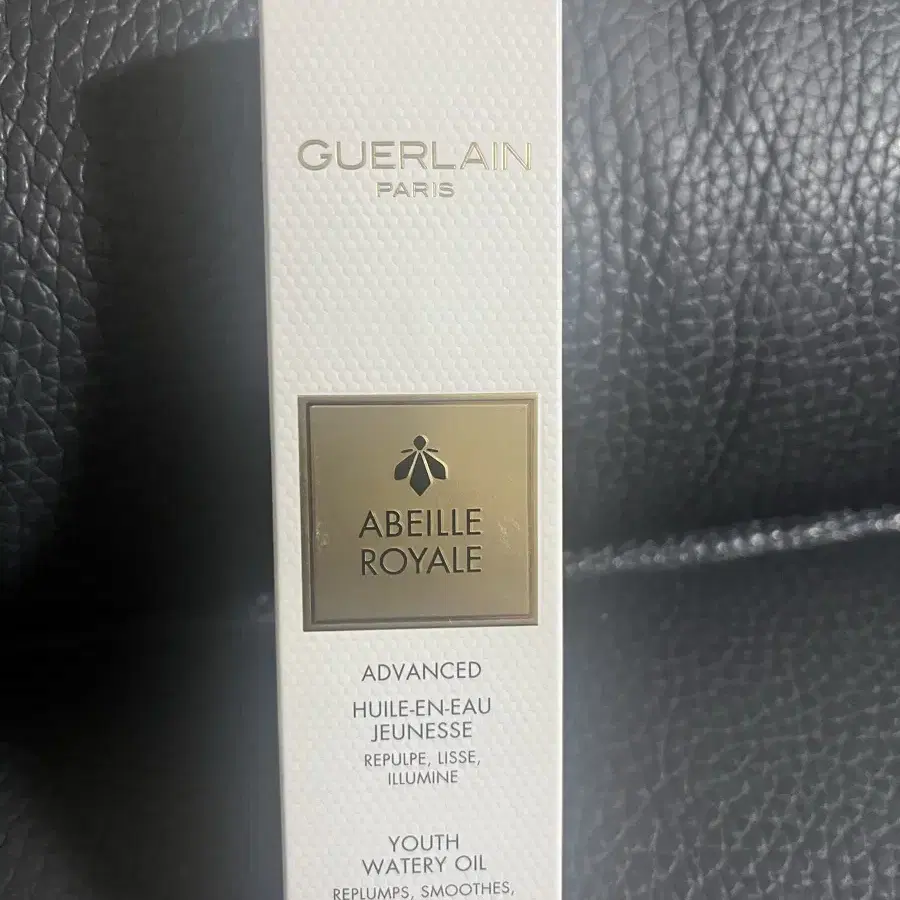 GUERLAIN
PARIS
ABEILLE
ROYALE
ADVANCED
HUILE-EN-EAU
JEUNESSE
REPULPE, LISSE,
ILLUMINE
YOUTH
WATERY OIL
REPLUMPS, SMOOTHES,